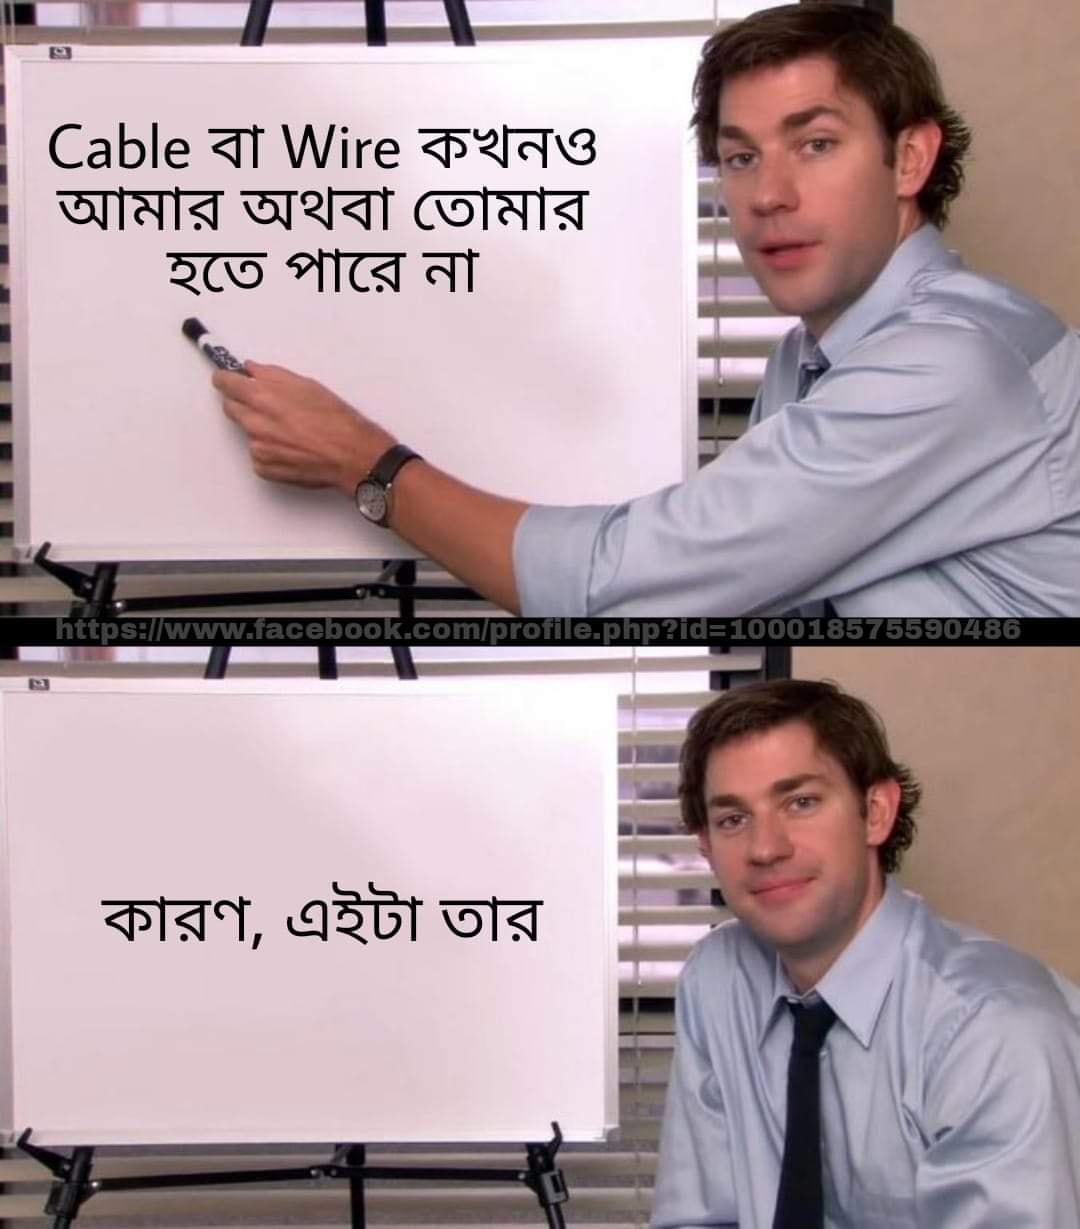 Cable বা Wire কখনও
আমার অথবা তোমার
হতে পারে না
https://www.facebook.com/profile.php?id=100018575590486
কারণ, এইটা তার